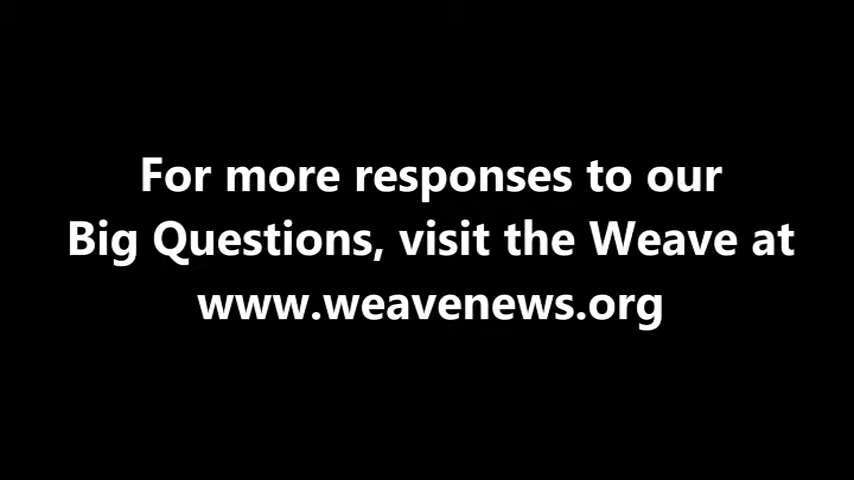 For more responses to our
Big Questions, visit the Weave at
www.weavenews.org